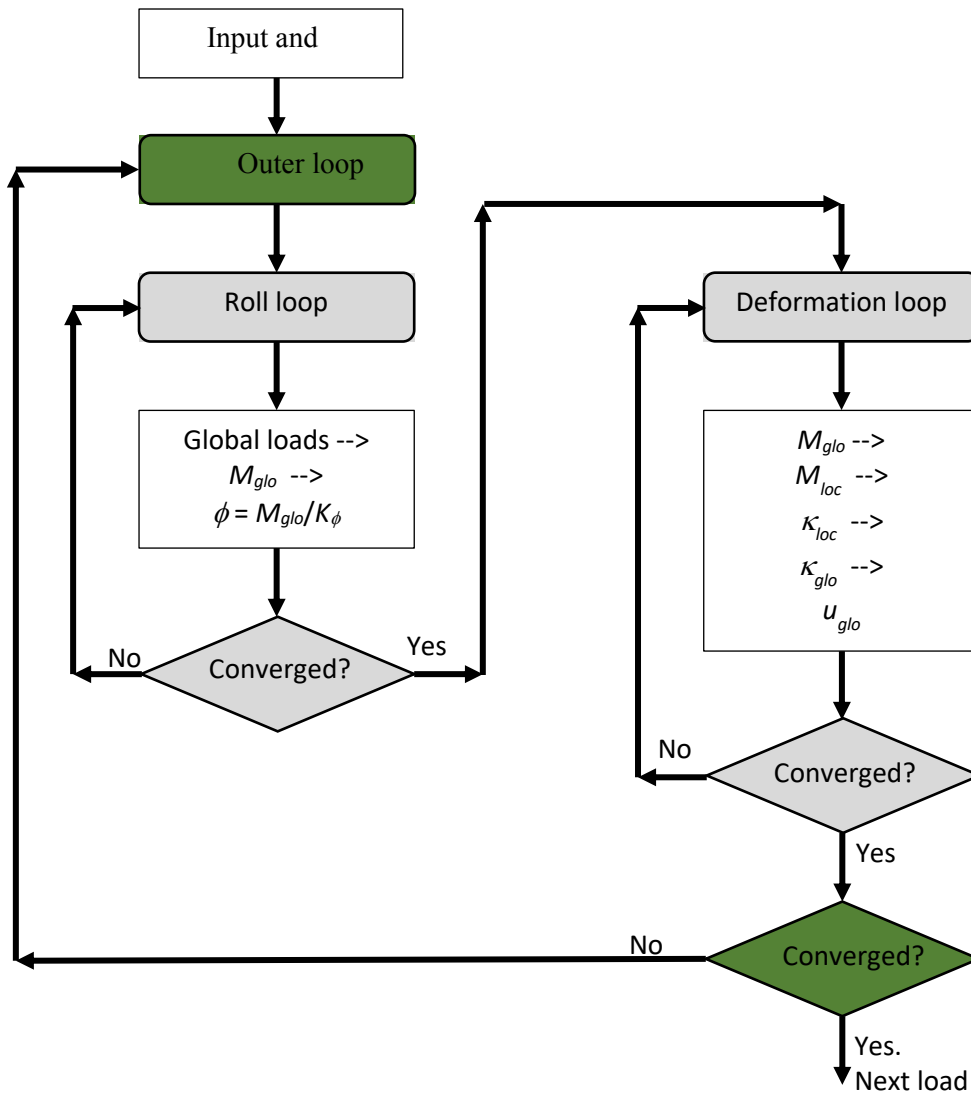 Input and
Outer loop
Roll loop
Global loads -->
M_glo -->
ϕ = M_glo/K_ϕ
Converged?
No
Yes
Deformation loop
M_glo -->
M_loc -->
κ_loc -->
κ_glo -->
u_glo
Converged?
No
Yes
Converged?
No
Yes.
Next load